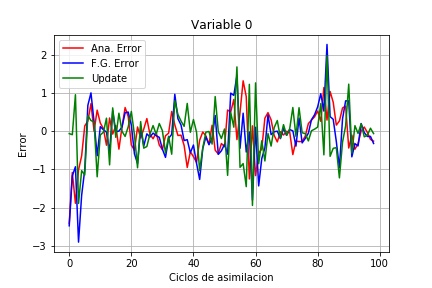 Variable 0
Ana. Error
F.G. Error
Update
2
1
0
−1
−2
−3
Error
0
20
40
60
80
100
Ciclos de asimilacion